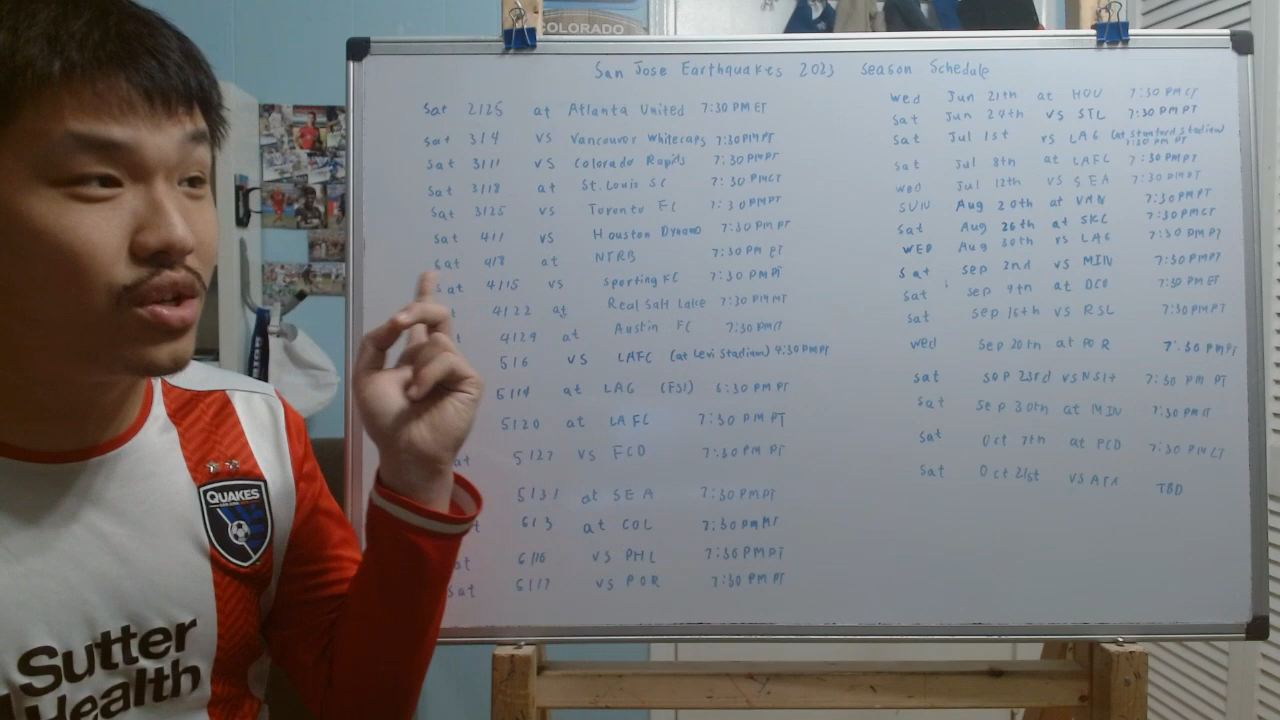 COLORADO
San Jose Earthquakes 2023 season Schedule
Sat 2/25 at Atlanta United 7:30 PM ET
Sat 3/4 VS Vancouver Whitecaps 7:30 PM PT
Sat 3/11 VS Colorado Rapids 7:30 PM PT
Sat 3/18 at St. Louis SC 7:30 PM CT
Sat 3/25 VS Toronto FC 7:30 PM PT
Sat 4/1 VS Houston Dynamo 7:30 PM PT
Sat 4/8 at NYRB 7:30 PM ET
Sat 4/15 VS Sporting KC 7:30 PM PT
4/22 at Real Salt Lake 7:30 PM MT
4/29 at Austin FC 7:30 PM CT
5/6 VS LAFC (at Levi Stadium) 4:30 PM PT
5/14 at LAG (FS1) 6:30 PM PT
5/20 at LAFC 7:30 PM PT
at 5/27 VS FCD 7:30 PM PT
5/31 at SEA 7:30 PM PT
t 6/3 at COL 7:30 PM MT
at 6/10 VS PHL 7:30 PM PT
Sat 6/17 VS POR 7:30 PM PT
Wed Jun 21th at HOU 7:30 PM CT
Sat Jun 24th VS STL 7:30 PM PT
Sat Jul 1st vs LAG (at Stanford Stadium) 7:30 PM PT
Sat Jul 8th at LAFC 7:30 PM PT
Wed Jul 12th VS SEA 7:30 PM PT
SUN Aug 20th at VAN 7:30 PM PT
Sat Aug 26th at SKC 7:30 PM CT
WED Aug 30th vs LAG 7:30 PM PT
Sat Sep 2nd vs MIN 7:30 PM PT
Sat Sep 9th at DCU 7:30 PM ET
Sat Sep 16th vs RSL 7:30 PM PT
Wed Sep 20th at POR 7:30 PM PT
Sat Sep 23rd vs NSH 7:30 PM PT
Sat Sep 30th at MIN 7:30 PM CT
Sat Oct 7th at FCD 7:30 PM CT
Sat Oct 21st VS TBD
QUAKES
Sutter
Health